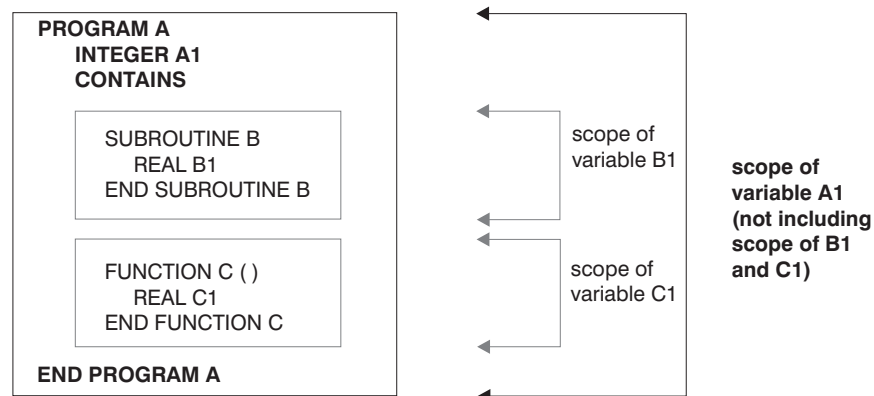 PROGRAM A
INTEGER A1
CONTAINS
SUBROUTINE B
REAL B1
END SUBROUTINE B
FUNCTION C ( )
REAL C1
END FUNCTION C
END PROGRAM A
scope of
variable B1
scope of
variable C1
scope of
variable A1
(not including
scope of B1
and C1)